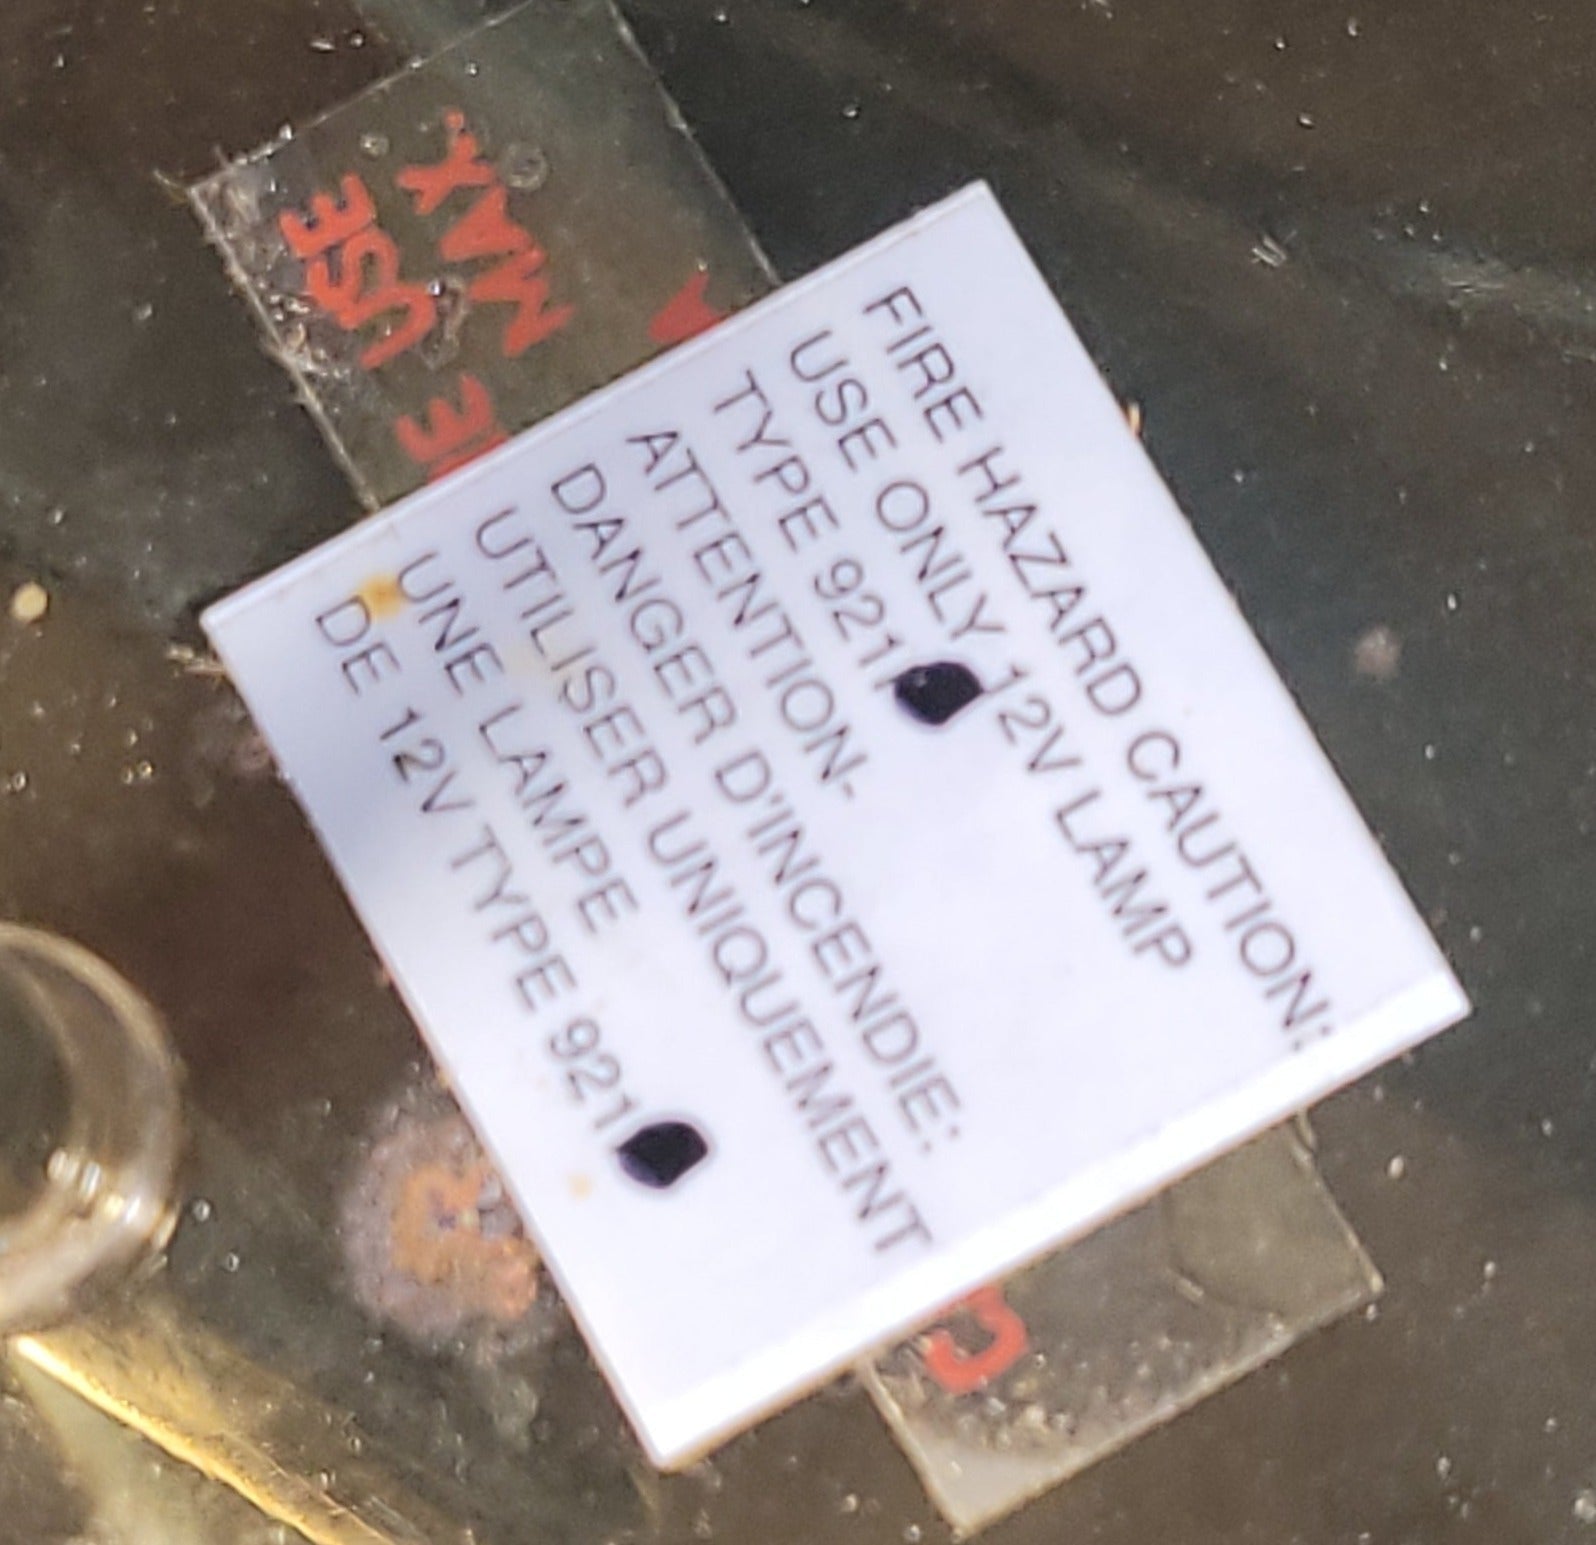 FIRE HAZARD CAUTION:
USE ONLY 12V LAMP
TYPE 921
ATTENTION-
DANGER D'INCENDIE:
UTILISER UNIQUEMENT
UNE LAMPE
DE 12V TYPE 921
USE
MAX.